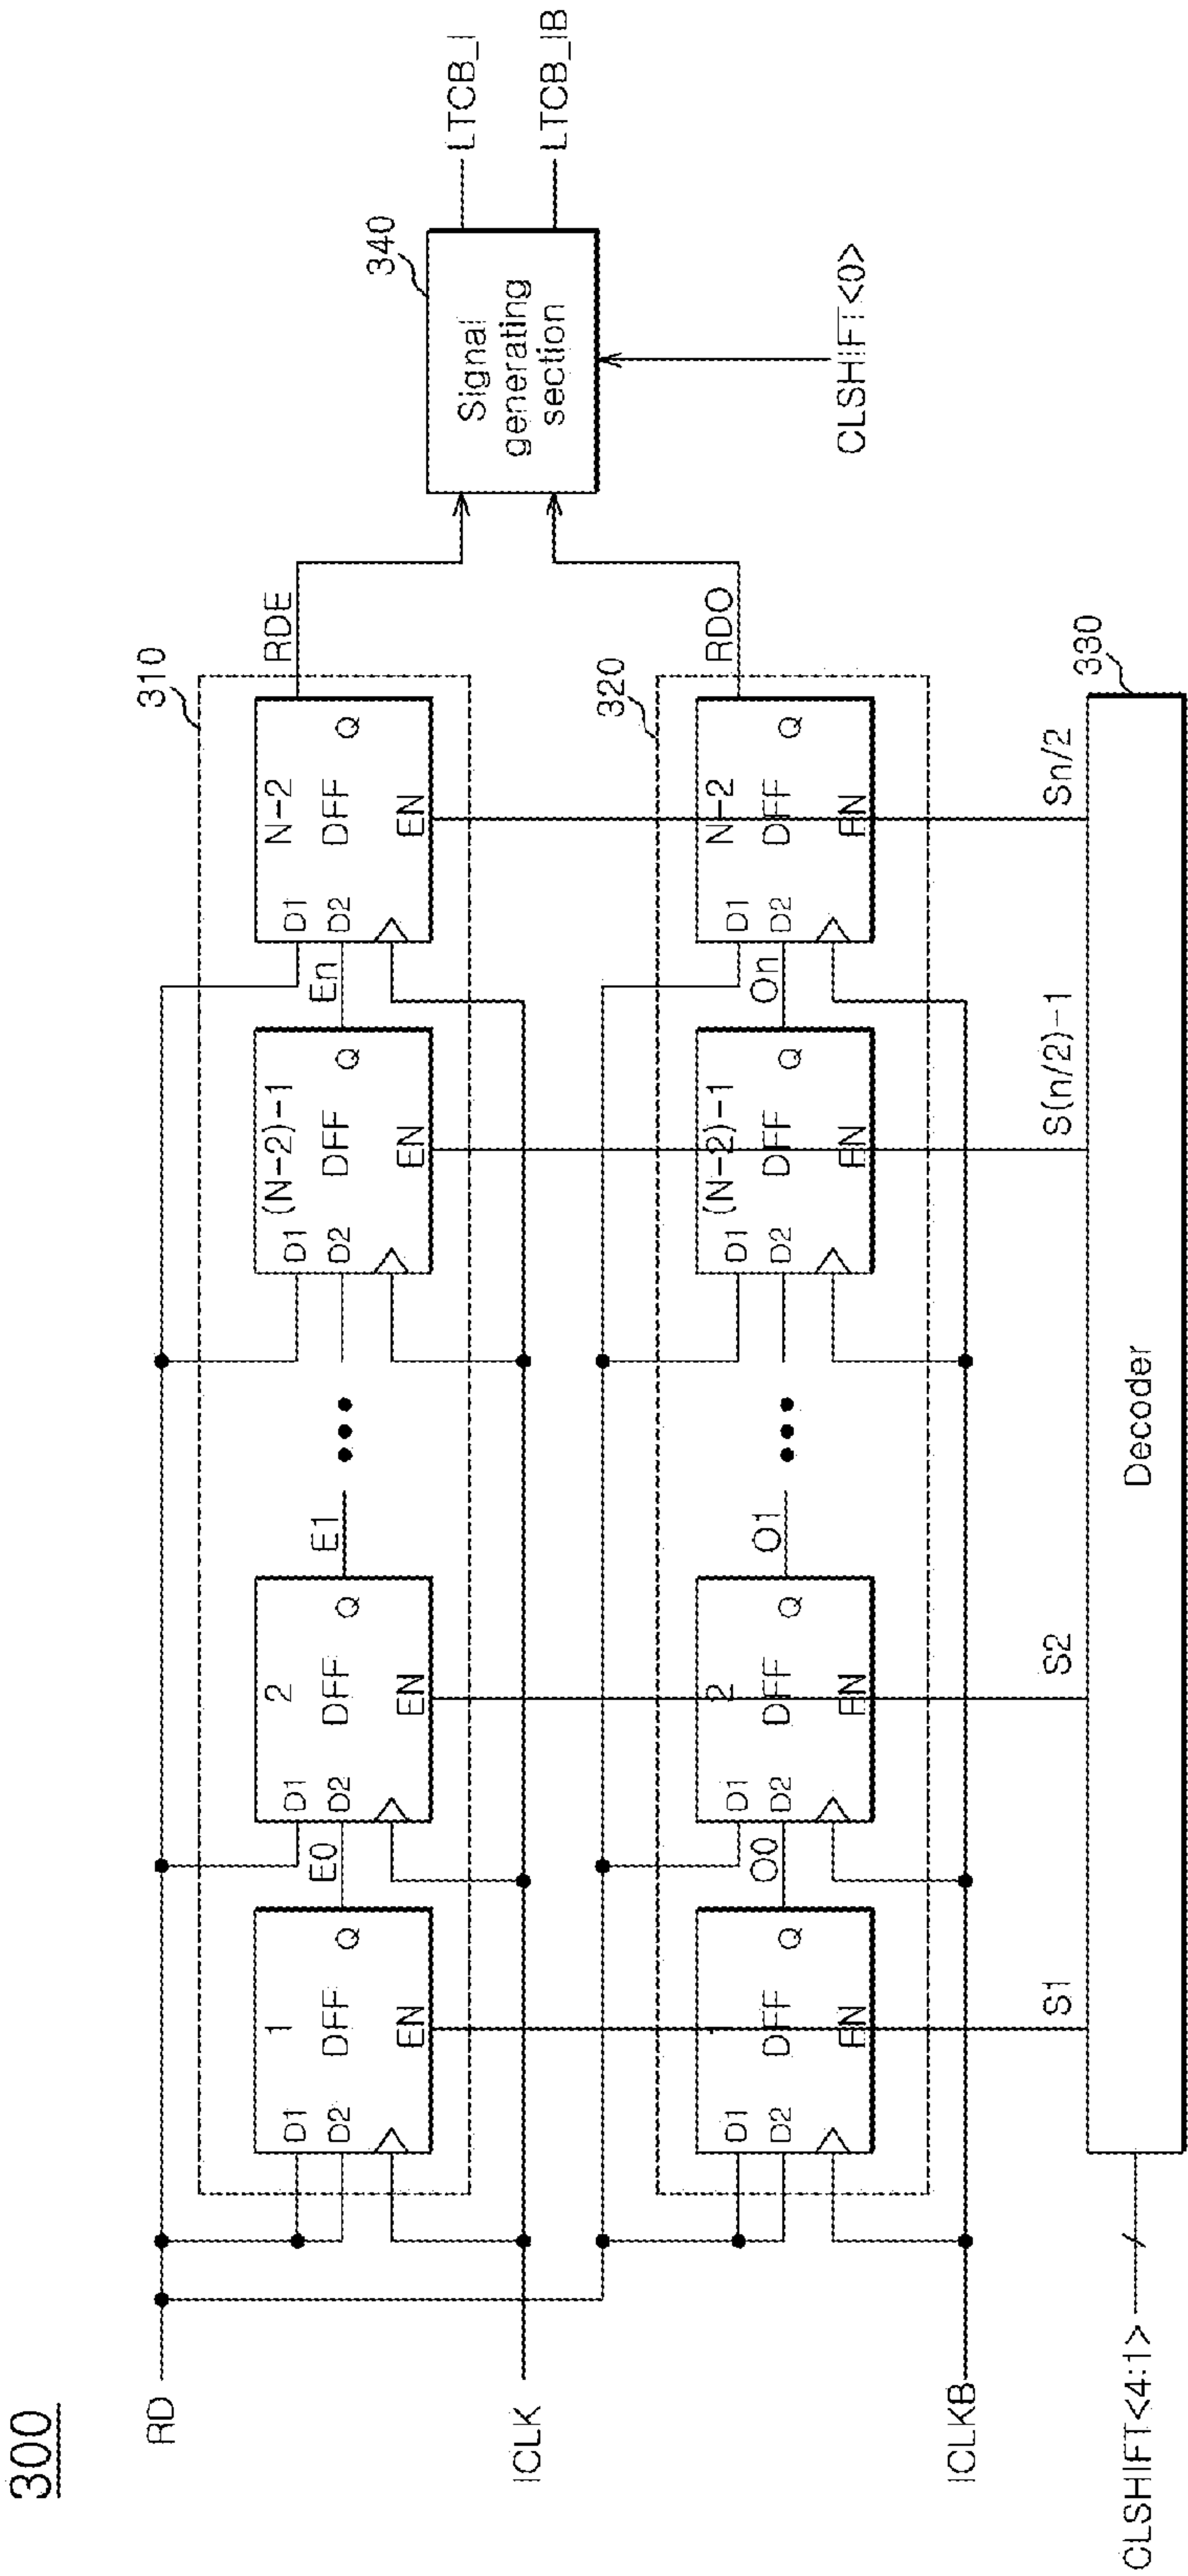 300
RD
310
1
D1
D2
DFF
Q
EN
E0
2
D1
D2
DFF
Q
EN
E1
(N-2)-1
D1
D2
DFF
Q
EN
En
N-2
D1
D2
DFF
Q
EN
RDE
ICLK
340
Signal
generating
section
LTCB_I
LTCB_IB
CLSHIFT<0>
320
1
D1
D2
DFF
Q
EN
O0
2
D1
D2
DFF
Q
EN
O1
(N-2)-1
D1
D2
DFF
Q
EN
On
N-2
D1
D2
DFF
Q
EN
RDO
ICLKB
S1
S2
S(n/2)-1
Sn/2
330
Decoder
CLSHIFT<4:1>